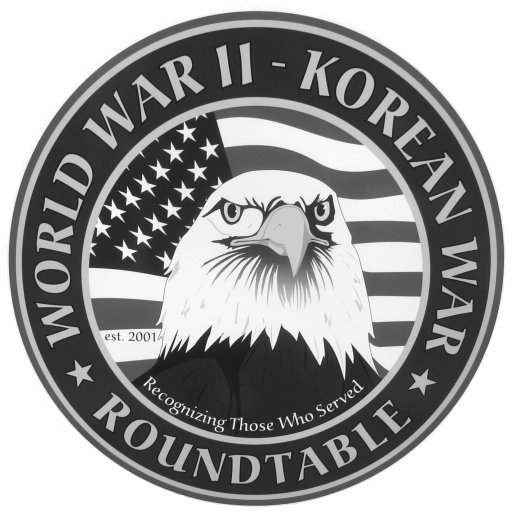 WORLD WAR II - KOREAN WAR
est. 2001
Recognizing Those Who Served
ROUNDTABLE